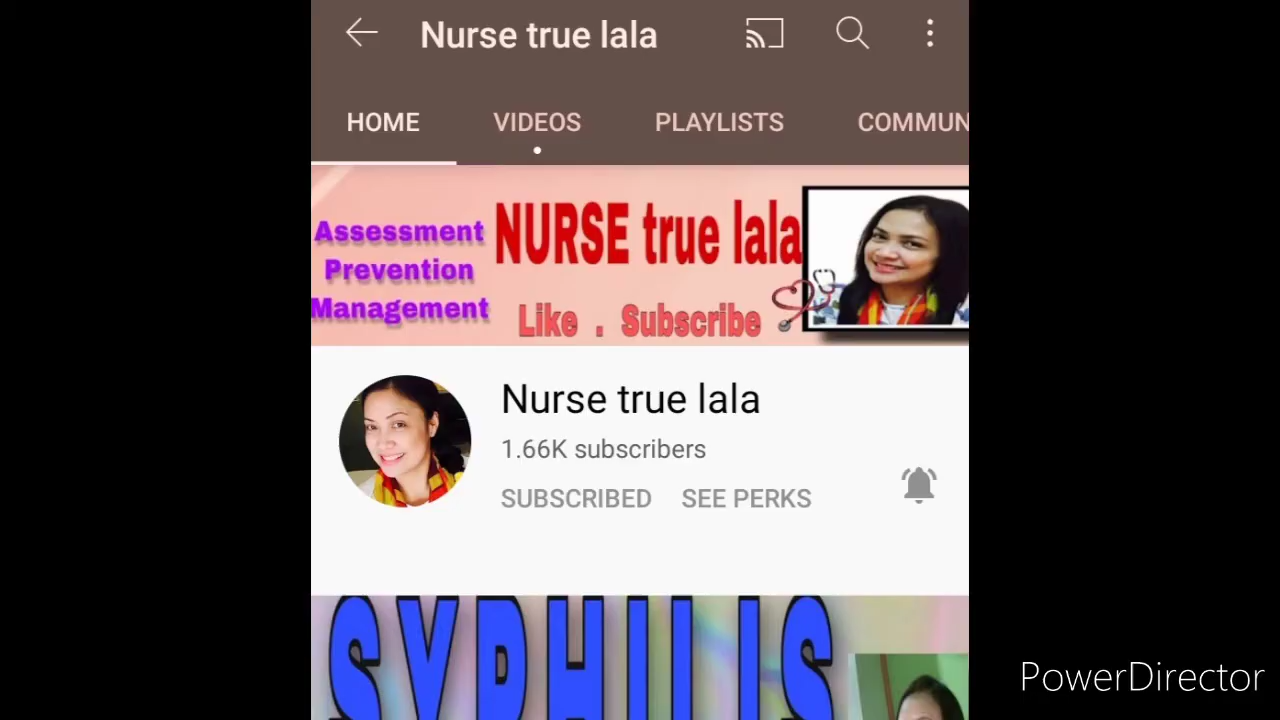 Nurse true lala
HOME VIDEOS PLAYLISTS COMMUN
Assessment
Prevention
Management
NURSE true lala
Like . Subscribe
Nurse true lala
1.66K subscribers
SUBSCRIBED SEE PERKS
SYPHILIS
PowerDirector